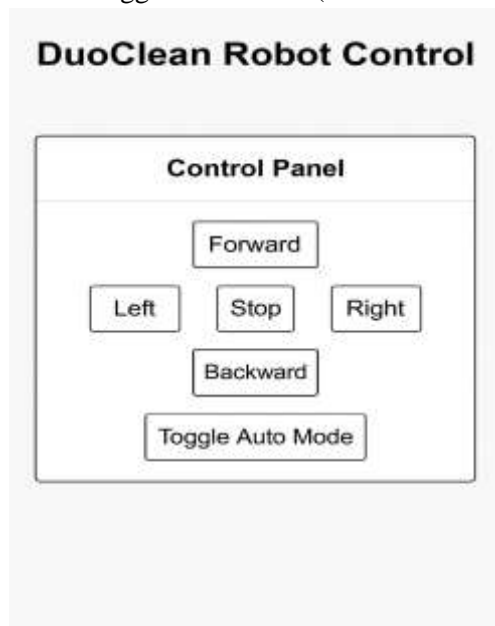 DuoClean Robot Control
Control Panel
Forward
Left Stop Right
Backward
Toggle Auto Mode